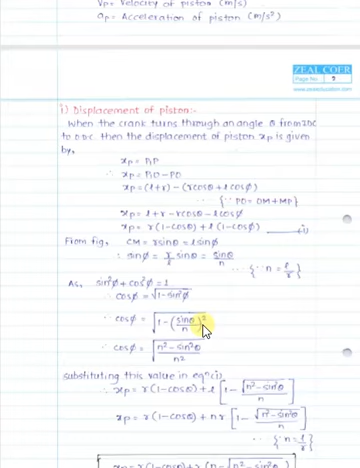 Vp = Velocity of piston (m/s)
ap = Acceleration of piston (m/s²)
ZEAL COER
Page No.
i) Displacement of piston:-
When the crank turns through an angle θ from IDC
to ODC. then the displacement of piston xp is given
by,
xp = P₁P
∴ xp = P₁O - PO
xp = (l+r) - (rcosθ + lcosϕ)
··· {∵ PO = OM + MP}
xp = l+r - rcosθ - lcosϕ
xp = r(1-cosθ) + l(1-cosϕ) —(i)
From fig, CM = rsinθ = lsinϕ
∴ sinϕ = r/l sinθ = sinθ/n ··· {∵ n = l/r}
As, sin²ϕ + cos²ϕ = 1
∴ cosϕ = √(1-sin²ϕ)
∴ cosϕ = √(1-(sinθ/n)²)
∴ cosϕ = √((n²-sin²θ)/n²)
substituting this value in eqⁿ(i)
∴ xp = r(1-cosθ) + l[1 - √(n²-sin²θ)/n]
xp = r(1-cosθ) + nr[1 - √(n²-sin²θ)/n]
··· {∵ n = l/r}